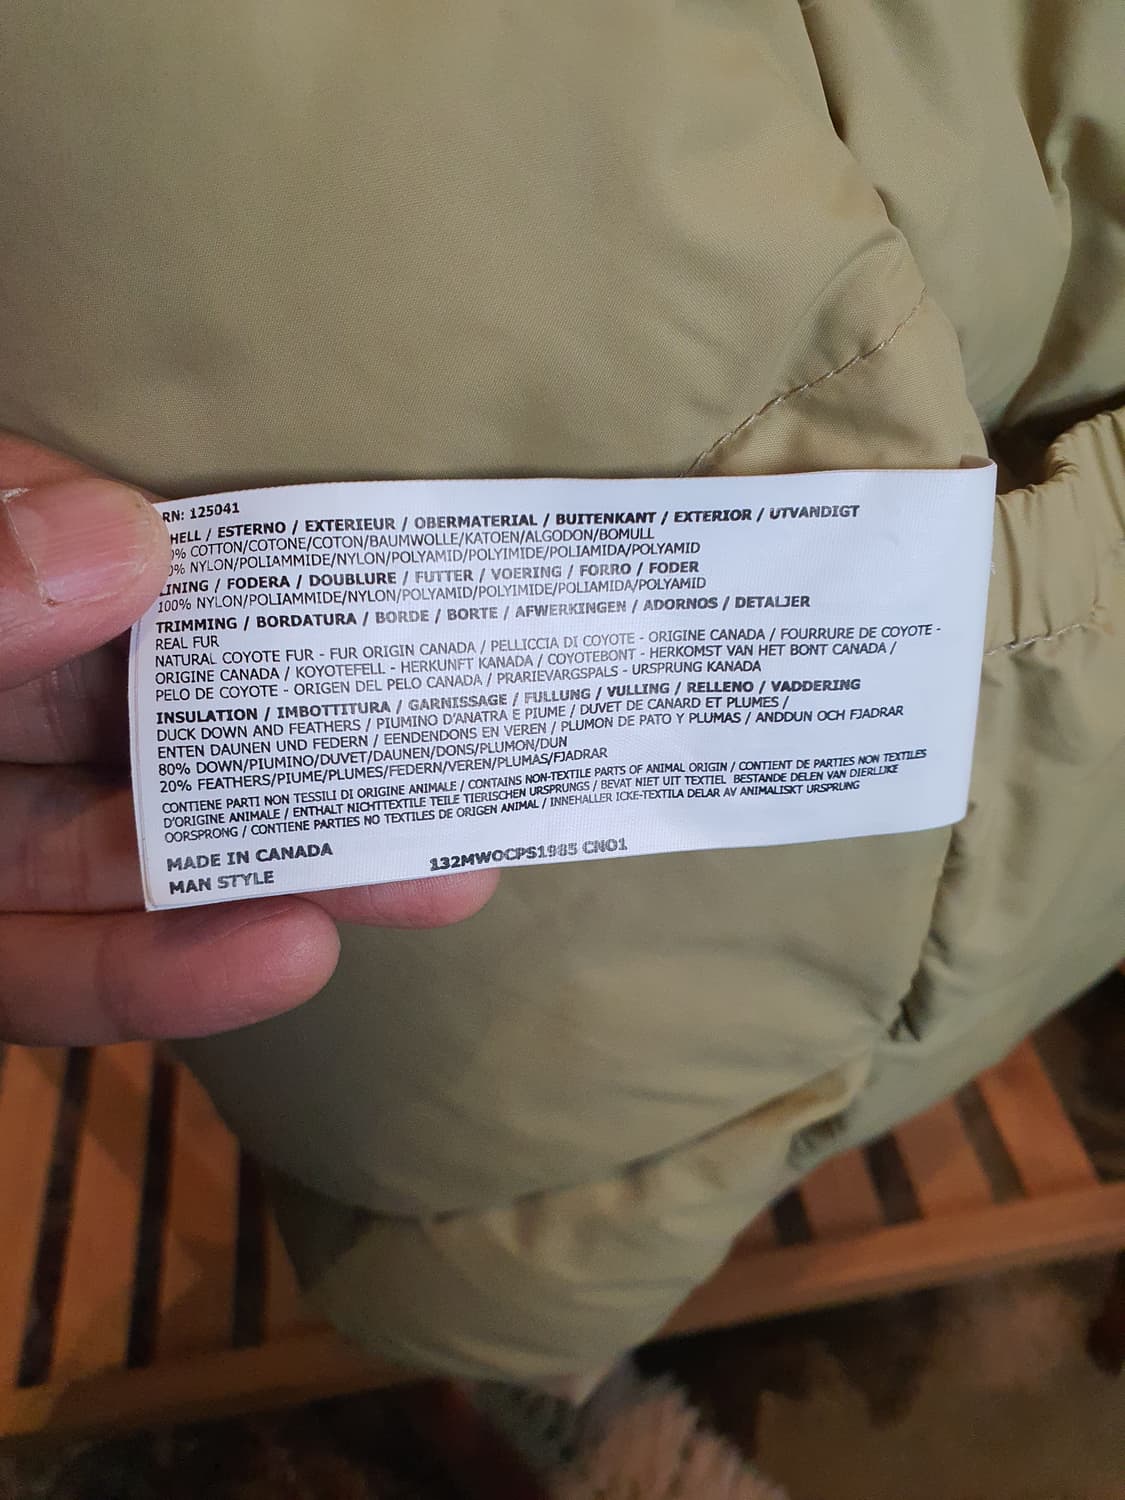 RN: 125041
HELL / ESTERNO / EXTERIEUR / OBERMATERIAL / BUITENKANT / EXTERIOR / UTVANDIGT
0% COTTON/COTONE/COTON/BAUMWOLLE/KATOEN/ALGODON/BOMULL
0% NYLON/POLIAMMIDE/NYLON/POLYAMID/POLYIMIDE/POLIAMIDA/POLYAMID
LINING / FODERA / DOUBLURE / FUTTER / VOERING / FORRO / FODER
100% NYLON/POLIAMMIDE/NYLON/POLYAMID/POLYIMIDE/POLIAMIDA/POLYAMID
TRIMMING / BORDATURA / BORDE / BORTE / AFWERKINGEN / ADORNOS / DETALJER
REAL FUR
NATURAL COYOTE FUR - FUR ORIGIN CANADA / PELLICCIA DI COYOTE - ORIGINE CANADA / FOURRURE DE COYOTE -
ORIGINE CANADA / KOYOTEFELL - HERKUNFT KANADA / COYOTEBONT - HERKOMST VAN HET BONT CANADA /
PELO DE COYOTE - ORIGEN DEL PELO CANADA / PRARIEVARGSPALS - URSPRUNG KANADA
INSULATION / IMBOTTITURA / GARNISSAGE / FULLUNG / VULLING / RELLENO / VADDERING
DUCK DOWN AND FEATHERS / PIUMINO D'ANATRA E PIUME / DUVET DE CANARD ET PLUMES /
ENTEN DAUNEN UND FEDERN / EENDENDONS EN VEREN / PLUMON DE PATO Y PLUMAS / ANDDUN OCH FJADRAR
80% DOWN/PIUMINO/DUVET/DAUNEN/DONS/PLUMON/DUN
20% FEATHERS/PIUME/PLUMES/FEDERN/VEREN/PLUMAS/FJADRAR
CONTIENE PARTI NON TESSILI DI ORIGINE ANIMALE / CONTAINS NON-TEXTILE PARTS OF ANIMAL ORIGIN / CONTIENT DE PARTIES NON TEXTILES
D'ORIGINE ANIMALE / ENTHALT NICHTTEXTILE TEILE TIERISCHEN URSPRUNGS / BEVAT NIET UIT TEXTIEL BESTANDE DELEN VAN DIERLIJKE
OORSPRONG / CONTIENE PARTIES NO TEXTILES DE ORIGEN ANIMAL / INNEHALLER ICKE-TEXTILA DELAR AV ANIMALISKT URSPRUNG
MADE IN CANADA
MAN STYLE
132MWOCPS1985 CN01